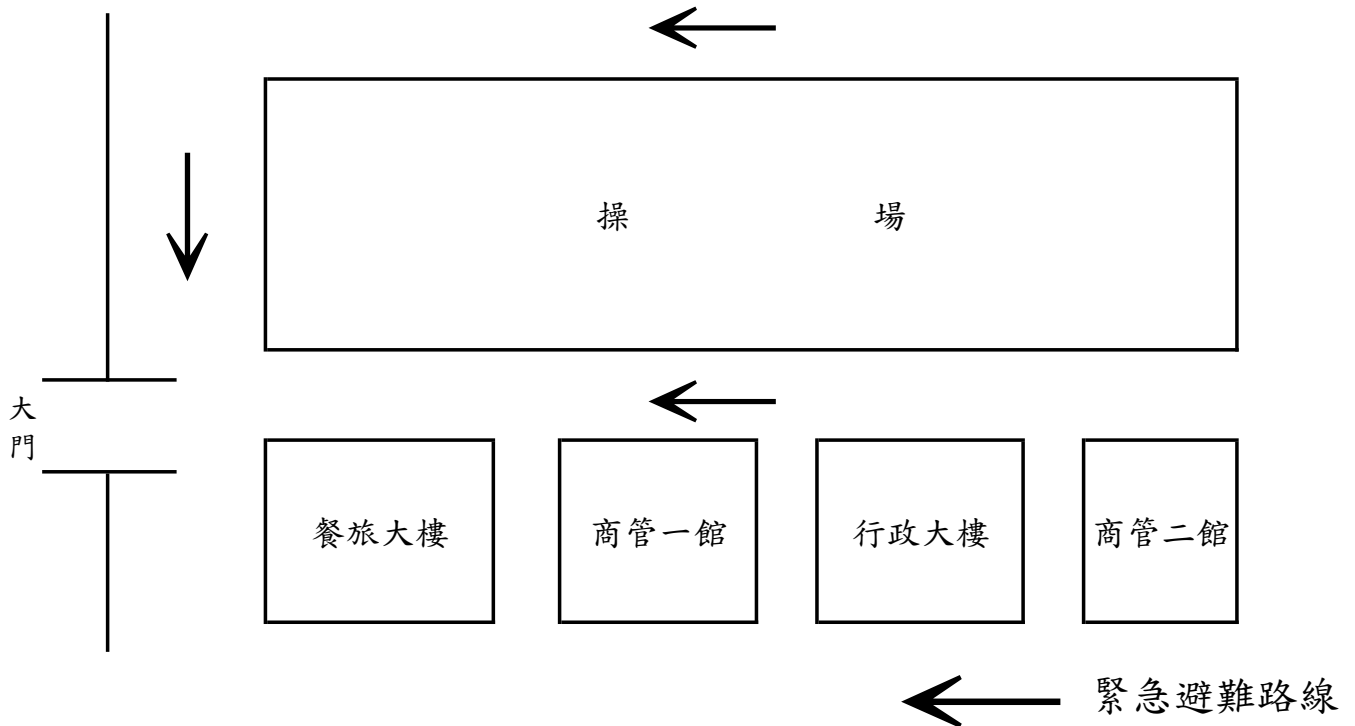 操 場
大
門
餐旅大樓 商管一館 行政大樓 商管二館
緊急避難路線